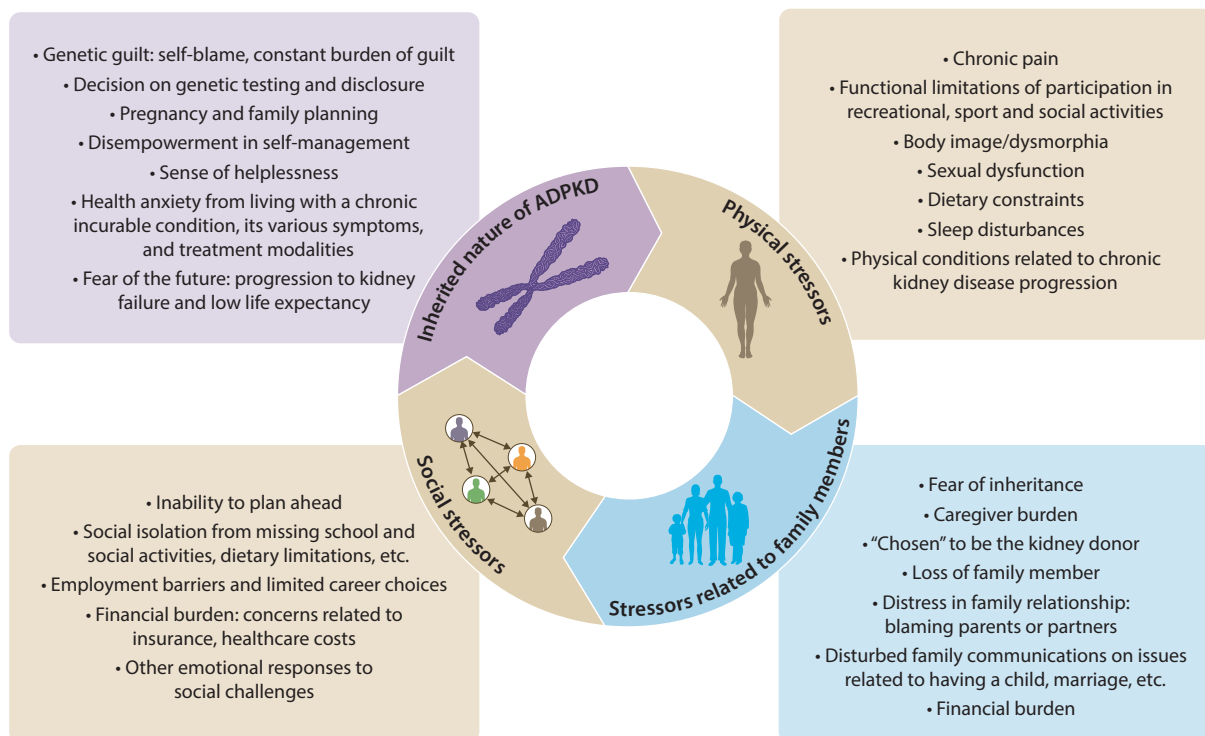 • Genetic guilt: self-blame, constant burden of guilt
• Decision on genetic testing and disclosure
• Pregnancy and family planning
• Disempowerment in self-management
• Sense of helplessness
• Health anxiety from living with a chronic
incurable condition, its various symptoms,
and treatment modalities
• Fear of the future: progression to kidney
failure and low life expectancy
• Chronic pain
• Functional limitations of participation in
recreational, sport and social activities
• Body image/dysmorphia
• Sexual dysfunction
• Dietary constraints
• Sleep disturbances
• Physical conditions related to chronic
kidney disease progression
Inherited nature of ADPKD
Physical stressors
Social stressors
Stressors related to family members
• Inability to plan ahead
• Social isolation from missing school and
social activities, dietary limitations, etc.
• Employment barriers and limited career choices
• Financial burden: concerns related to
insurance, healthcare costs
• Other emotional responses to
social challenges
• Fear of inheritance
• Caregiver burden
• “Chosen” to be the kidney donor
• Loss of family member
• Distress in family relationship:
blaming parents or partners
• Disturbed family communications on issues
related to having a child, marriage, etc.
• Financial burden